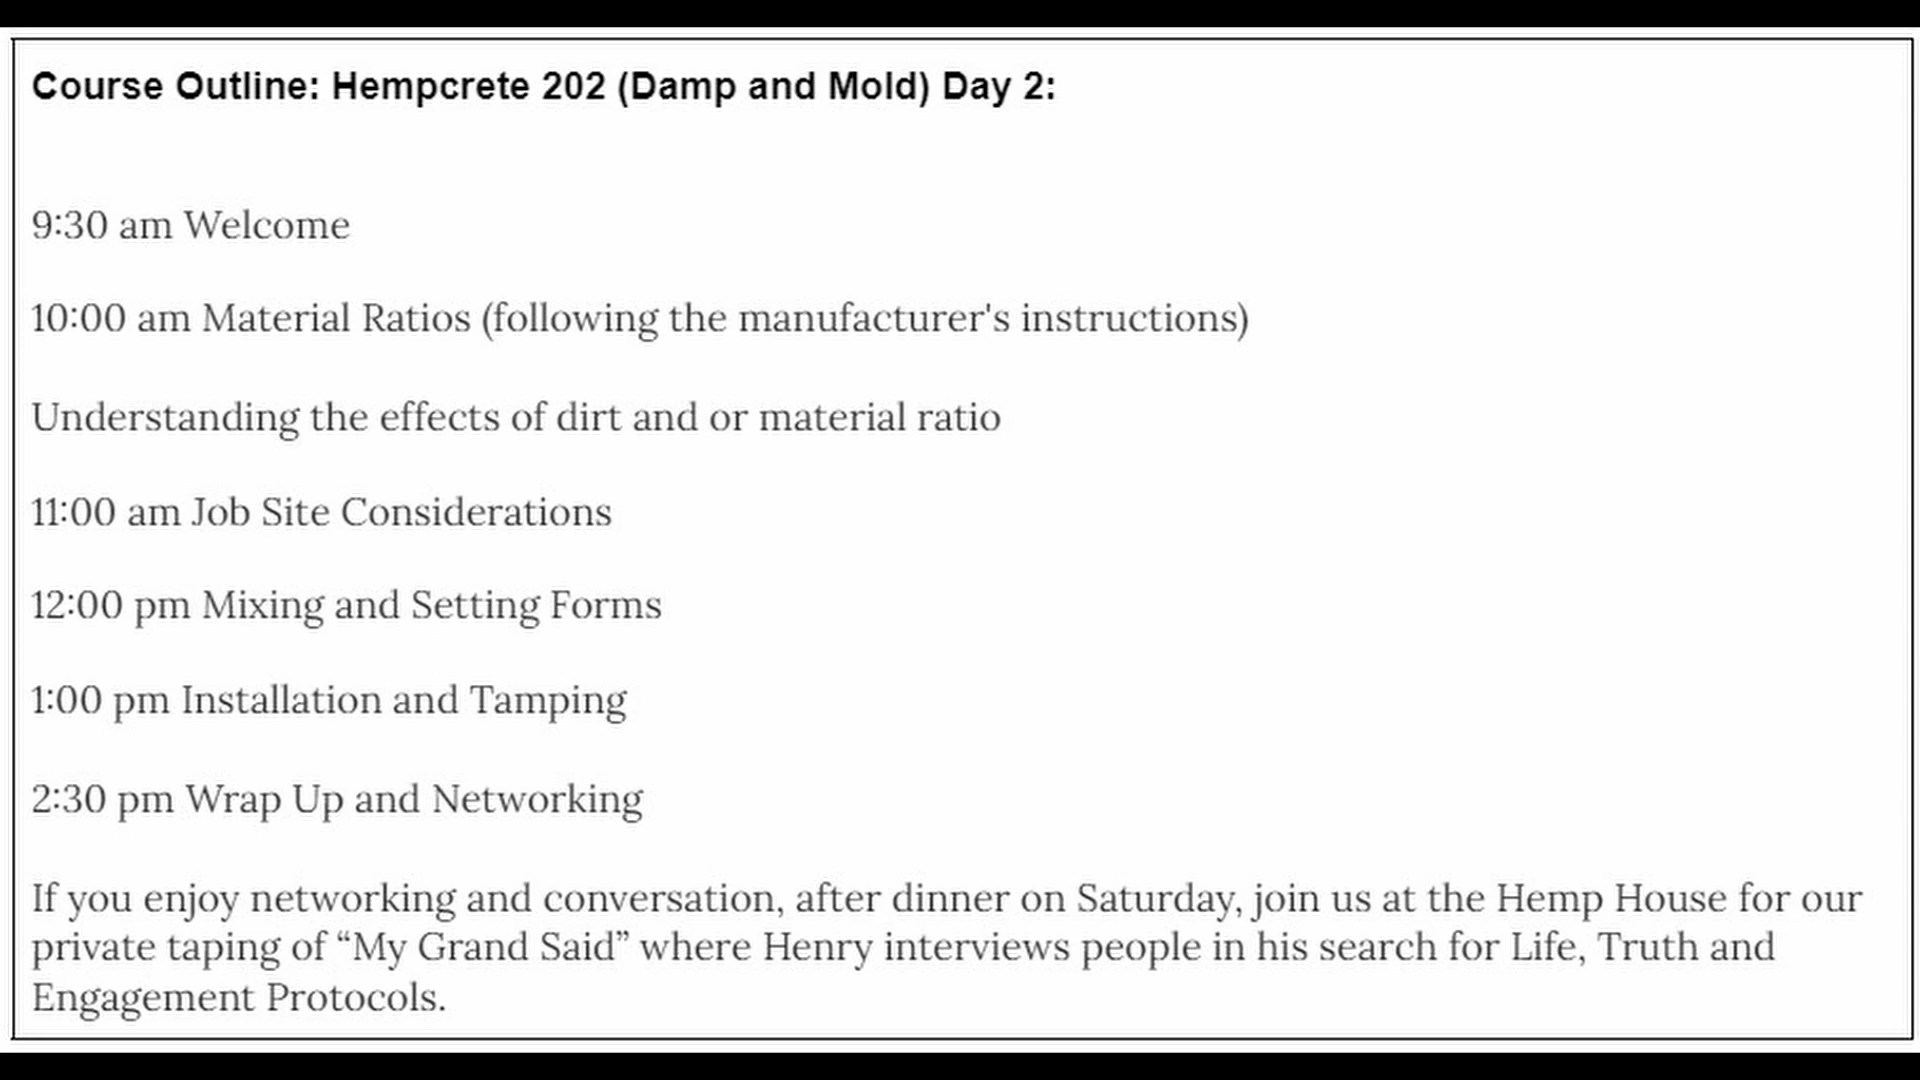 Course Outline: Hempcrete 202 (Damp and Mold) Day 2:
9:30 am Welcome
10:00 am Material Ratios (following the manufacturer's instructions)
Understanding the effects of dirt and or material ratio
11:00 am Job Site Considerations
12:00 pm Mixing and Setting Forms
1:00 pm Installation and Tamping
2:30 pm Wrap Up and Networking
If you enjoy networking and conversation, after dinner on Saturday, join us at the Hemp House for our
private taping of “My Grand Said” where Henry interviews people in his search for Life, Truth and
Engagement Protocols.